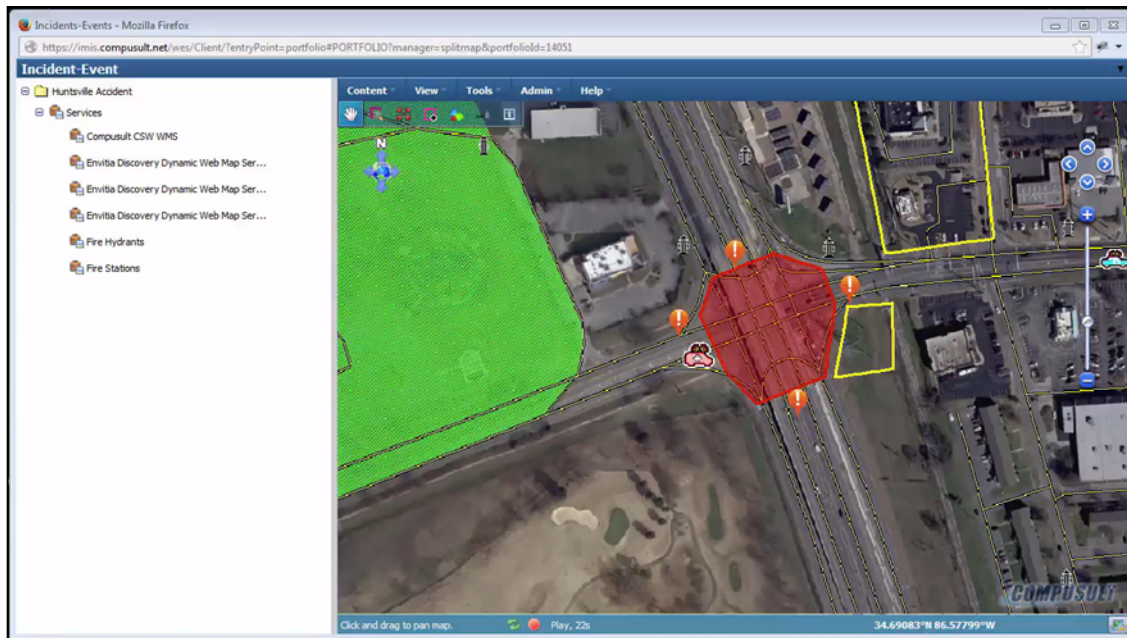 Incidents-Events - Mozilla Firefox
https://imis.compusult.net/wes/Client/?entryPoint=portfolio#PORTFOLIO?manager=splitmap&portfolioId=14051
Incident-Event
Huntsville Accident
Services
Compusult CSW WMS
Envitia Discovery Dynamic Web Map Ser...
Envitia Discovery Dynamic Web Map Ser...
Envitia Discovery Dynamic Web Map Ser...
Fire Hydrants
Fire Stations
Content View Tools Admin Help
N
!
!
!
!
COMPUSULT
Click and drag to pan map. Play, 22s 34.69083°N 86.57799°W